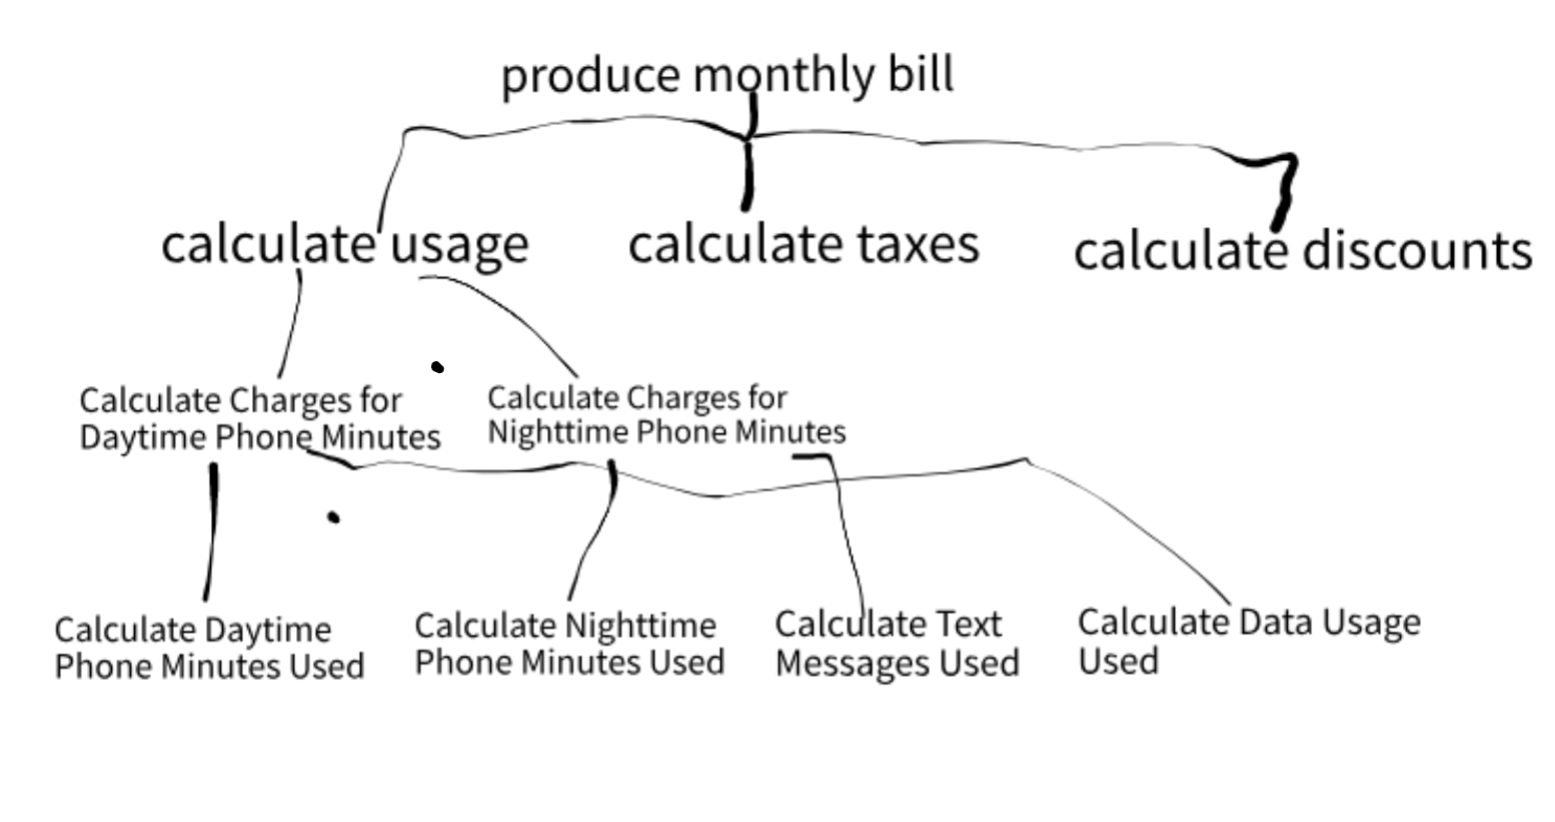 produce monthly bill
calculate usage
calculate taxes
calculate discounts
Calculate Charges for
Daytime Phone Minutes
Calculate Charges for
Nighttime Phone Minutes
Calculate Daytime
Phone Minutes Used
Calculate Nighttime
Phone Minutes Used
Calculate Text
Messages Used
Calculate Data Usage
Used